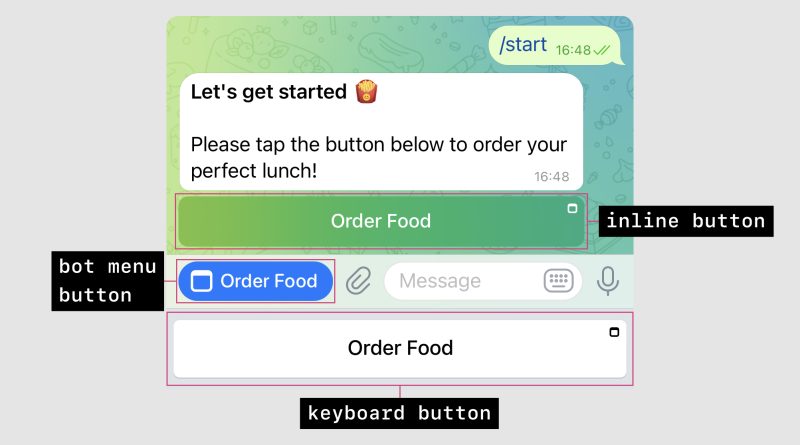 /start 16:48
Let's get started 🍟
Please tap the button below to order your
perfect lunch!
16:48
Order Food
inline button
bot menu
button
Order Food
Message
Order Food
keyboard button